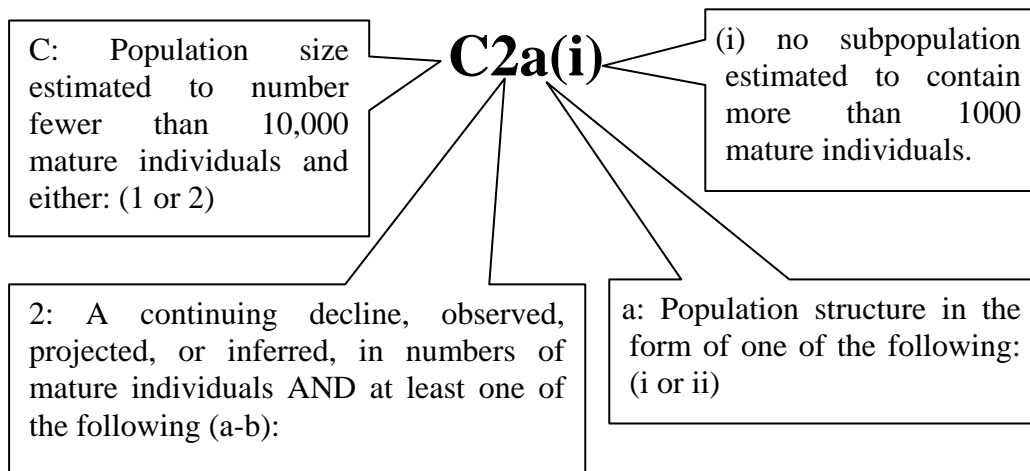 C: Population size
estimated to number
fewer than 10,000
mature individuals and
either: (1 or 2)
C2a(i)
(i) no subpopulation
estimated to contain
more than 1000
mature individuals.
2: A continuing decline, observed,
projected, or inferred, in numbers of
mature individuals AND at least one of
the following (a-b):
a: Population structure in the
form of one of the following:
(i or ii)